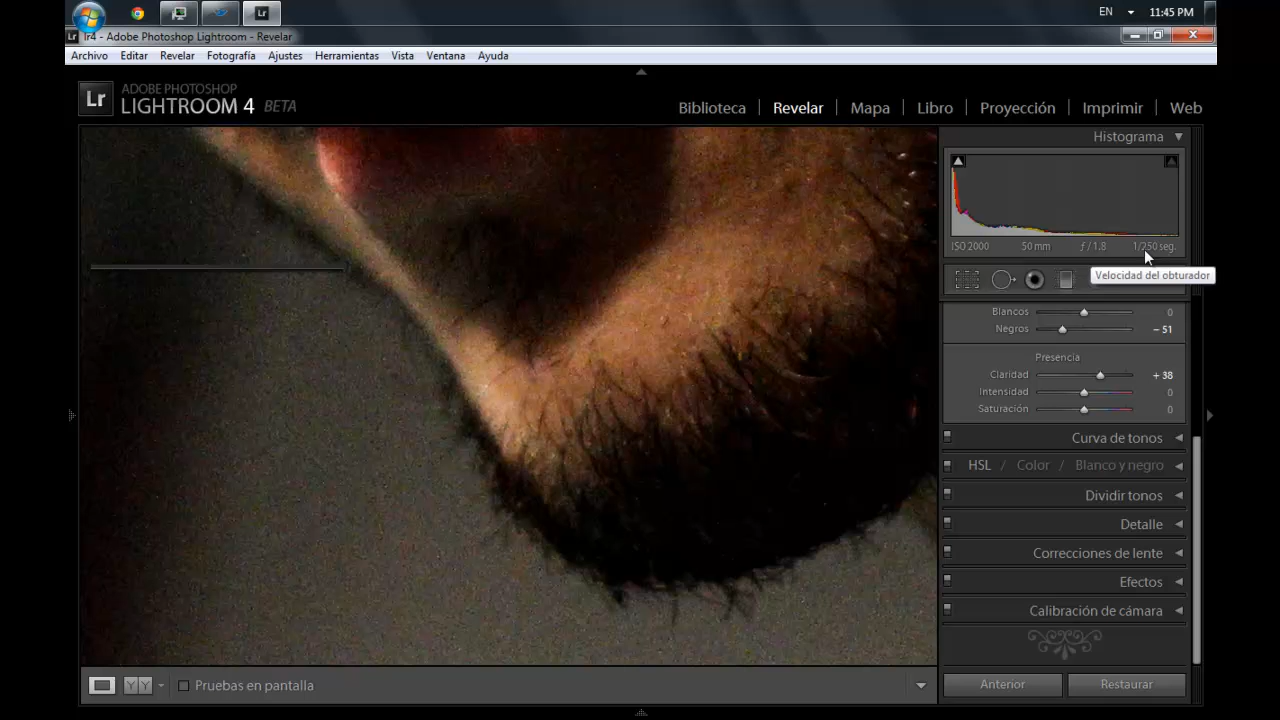 EN
11:45 PM
Lr
Lr lr4 - Adobe Photoshop Lightroom - Revelar
Archivo Editar Revelar Fotografía Ajustes Herramientas Vista Ventana Ayuda
Lr
ADOBE PHOTOSHOP
LIGHTROOM 4 BETA
Biblioteca | Revelar | Mapa | Libro | Proyección | Imprimir | Web
Histograma
ISO 2000 50 mm ƒ / 1.8 1/250 seg.
Velocidad del obturador
Blancos 0
Negros – 51
Presencia
Claridad + 38
Intensidad 0
Saturación 0
Curva de tonos
HSL / Color / Blanco y negro
Dividir tonos
Detalle
Correcciones de lente
Efectos
Calibración de cámara
YY Pruebas en pantalla
Anterior Restaurar